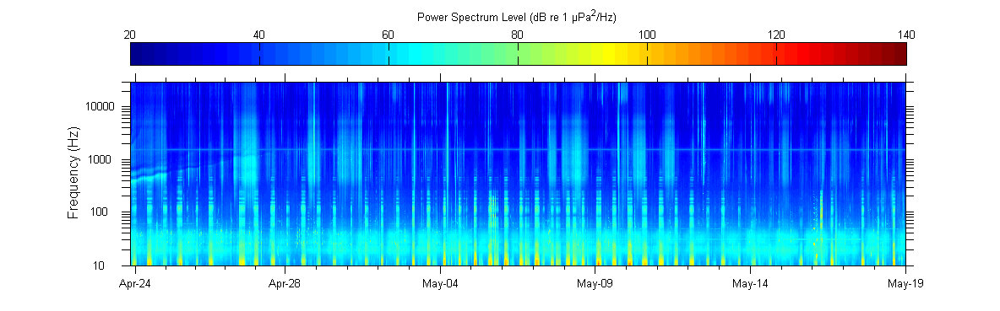 Power Spectrum Level (dB re 1 µPa²/Hz)
20 40 60 80 100 120 140
Frequency (Hz)
10000
1000
100
10
Apr-24 Apr-28 May-04 May-09 May-14 May-19